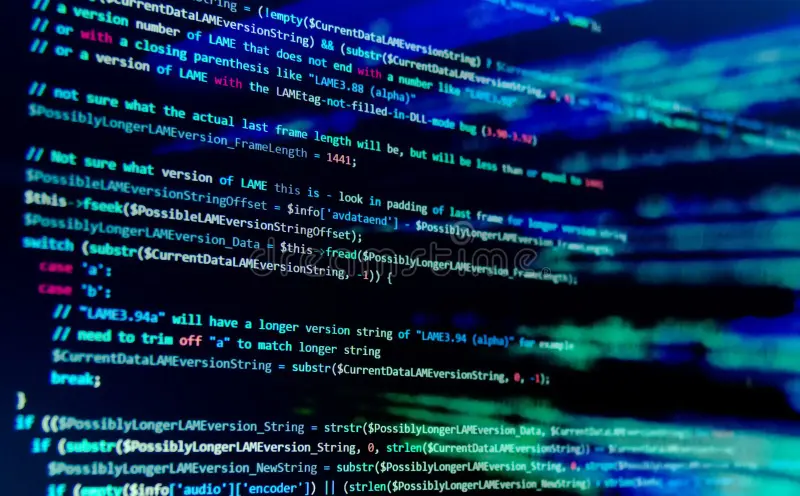 String = (!empty($CurrentDataLAMEversionString) ?
// a version number of LAME that does not end with a number like "LAME3.92"
// or with a closing parenthesis like "LAME3.88 (alpha)"
// or a version of LAME with the LAMEtag-not-filled-in-DLL-mode bug (3.90-3.92)
$CurrentDataLAMEversionString) && (substr($CurrentDataLAMEversionString,
// not sure what the actual last frame length will be, but will be less than or equal to 1441
$PossiblyLongerLAMEversion_FrameLength = 1441;
// Not sure what version of LAME this is - look in padding of last frame for longer version string
$PossibleLAMEversionStringOffset = $info['avdataend'] - $PossiblyLongerLAMEversion_FrameLength;
$this->fseek($PossibleLAMEversionStringOffset);
$PossiblyLongerLAMEversion_Data = $this->fread($PossiblyLongerLAMEversion_FrameLength);
switch (substr($CurrentDataLAMEversionString, -1)) {
case 'a':
case 'b':
// "LAME3.94a" will have a longer version string of "LAME3.94 (alpha)" for example
// need to trim off "a" to match longer string
$CurrentDataLAMEversionString = substr($CurrentDataLAMEversionString, 0, -1);
break;
}
if (($PossiblyLongerLAMEversion_String = strstr($PossiblyLongerLAMEversion_Data, $CurrentDataLAMEversionString
if (substr($PossiblyLongerLAMEversion_String, 0, strlen($CurrentDataLAMEversionString)) ==
$PossiblyLongerLAMEversion_NewString = substr($PossiblyLongerLAMEversion_String, 0,
if (empty($info['audio']['encoder']) || (strlen($PossiblyLongerLAMEversion_NewString) >
dreamstime